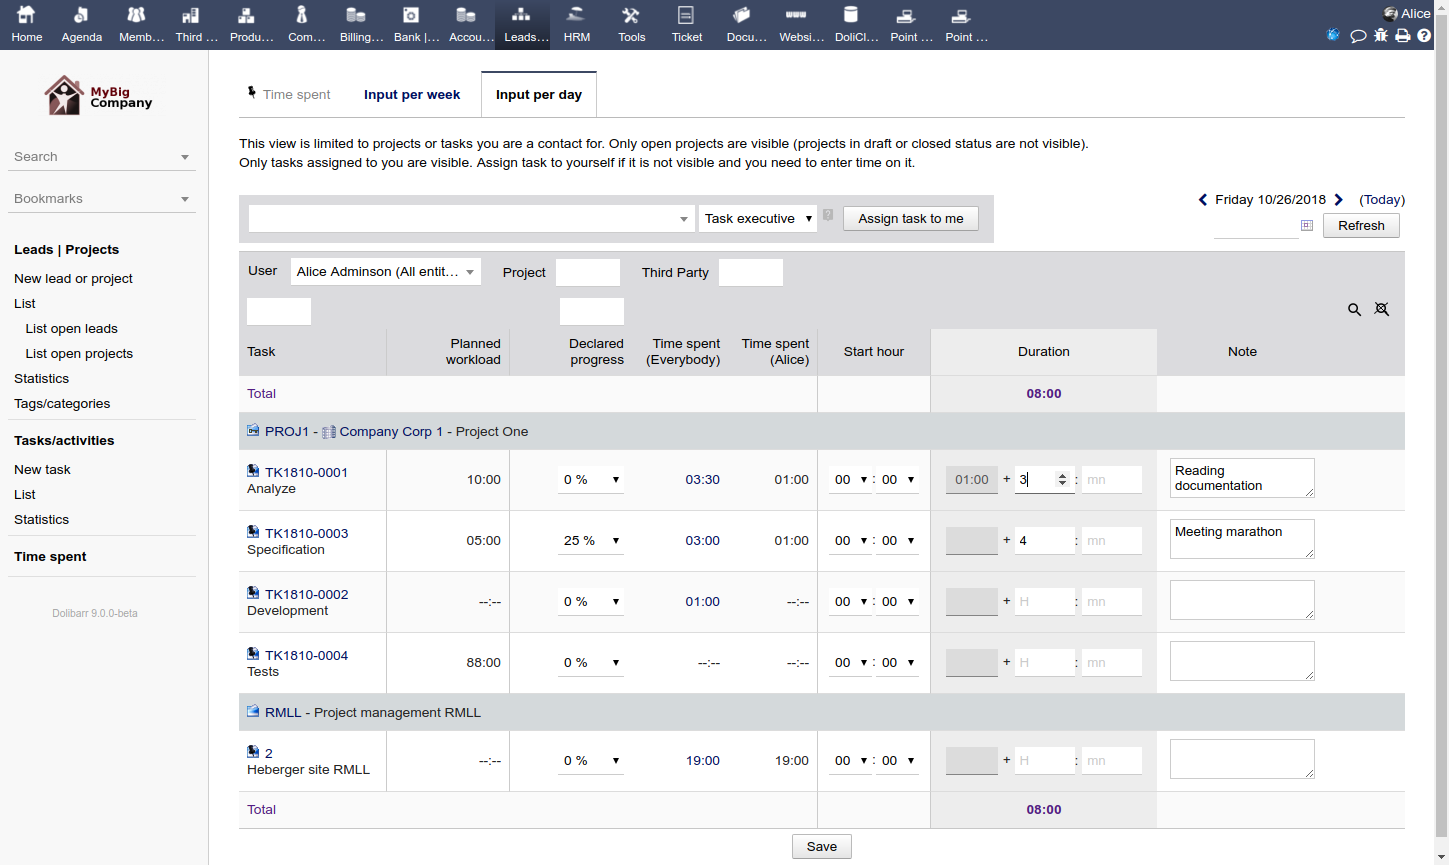 Home Agenda Memb... Third ... Produ... Com... Billing... Bank |... Accou... Leads... HRM Tools Ticket Docu... Websi... DoliCl... Point ... Point ...
Alice
MyBig
Company
Search
Bookmarks
Leads | Projects
New lead or project
List
List open leads
List open projects
Statistics
Tags/categories
Tasks/activities
New task
List
Statistics
Time spent
Dolibarr 9.0.0-beta
Time spent Input per week Input per day
This view is limited to projects or tasks you are a contact for. Only open projects are visible (projects in draft or closed status are not visible).
Only tasks assigned to you are visible. Assign task to yourself if it is not visible and you need to enter time on it.
Friday 10/26/2018 (Today)
Task executive Assign task to me Refresh
User Alice Adminson (All entit... Project Third Party
Task Planned workload Declared progress Time spent (Everybody) Time spent (Alice) Start hour Duration Note
Total 08:00
PROJ1 - Company Corp 1 - Project One
TK1810-0001 10:00 0 % 03:30 01:00 00 : 00 01:00 + 3 : mn Reading
Analyze documentation
TK1810-0003 05:00 25 % 03:00 01:00 00 : 00 + 4 : mn Meeting marathon
Specification
TK1810-0002 --:-- 0 % 01:00 --:-- 00 : 00 + H : mn
Development
TK1810-0004 88:00 0 % --:-- --:-- 00 : 00 + H : mn
Tests
RMLL - Project management RMLL
2 --:-- 0 % 19:00 19:00 00 : 00 + H : mn
Heberger site RMLL
Total 08:00
Save